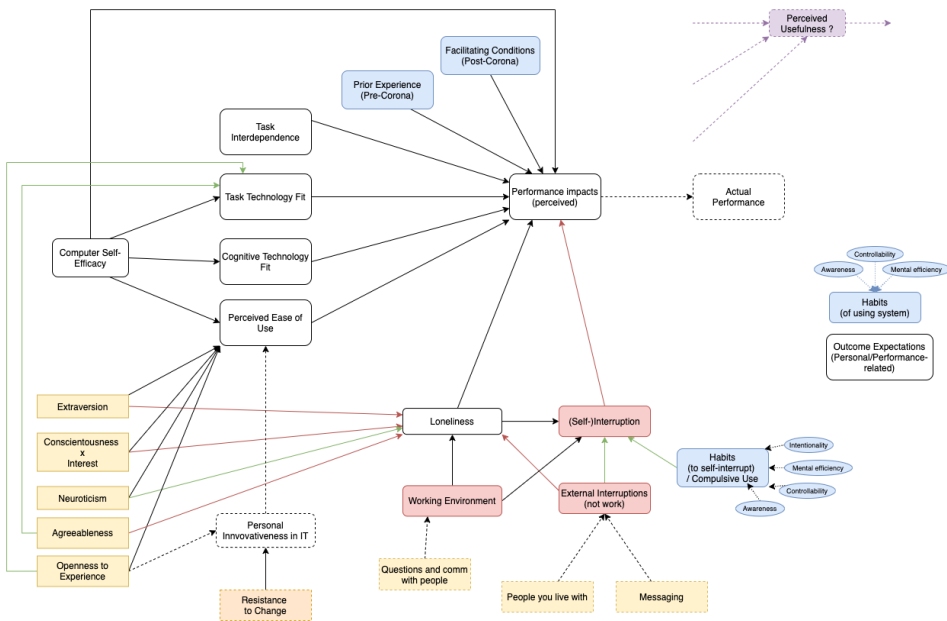 Perceived
Usefulness ?
Facilitating Conditions
(Post-Corona)
Prior Experience
(Pre-Corona)
Task
Interdependence
Task Technology Fit
Performance impacts
(perceived)
Actual
Performance
Computer Self-
Efficacy
Cognitive Technology
Fit
Controllability
Awareness
Mental efficiency
Habits
(of using system)
Perceived Ease of
Use
Outcome Expectations
(Personal/Performance-
related)
Extraversion
Loneliness
(Self-)Interruption
Conscientousness
x
Interest
Habits
(to self-interrupt)
/ Compulsive Use
Intentionality
Mental efficiency
Controllability
Awareness
Neuroticism
Working Environment
External Interruptions
(not work)
Agreeableness
Personal
Innvovativeness in IT
Openness to
Experience
Questions and comm
with people
People you live with
Messaging
Resistance
to Change